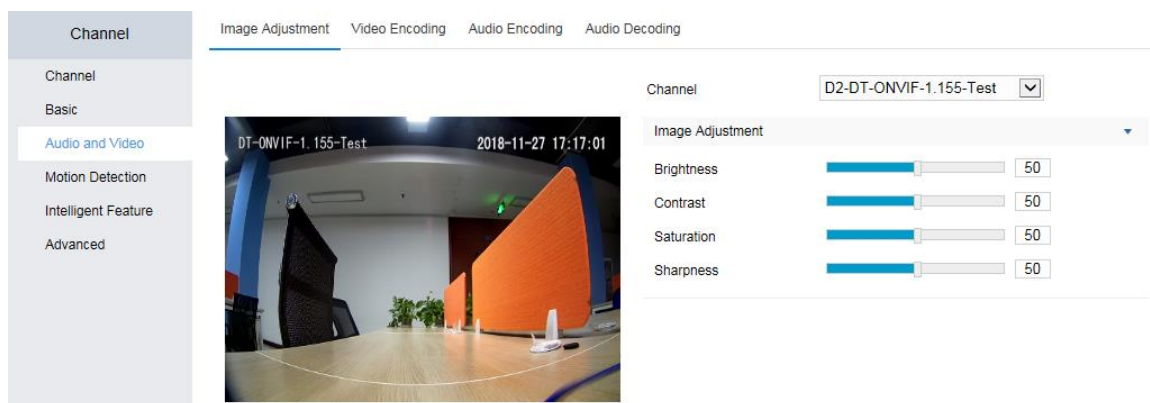 Channel
Channel
Basic
Audio and Video
Motion Detection
Intelligent Feature
Advanced
Image Adjustment Video Encoding Audio Encoding Audio Decoding
DT-ONVIF-1.155-Test 2018-11-27 17:17:01
Channel D2-DT-ONVIF-1.155-Test
Image Adjustment
Brightness 50
Contrast 50
Saturation 50
Sharpness 50